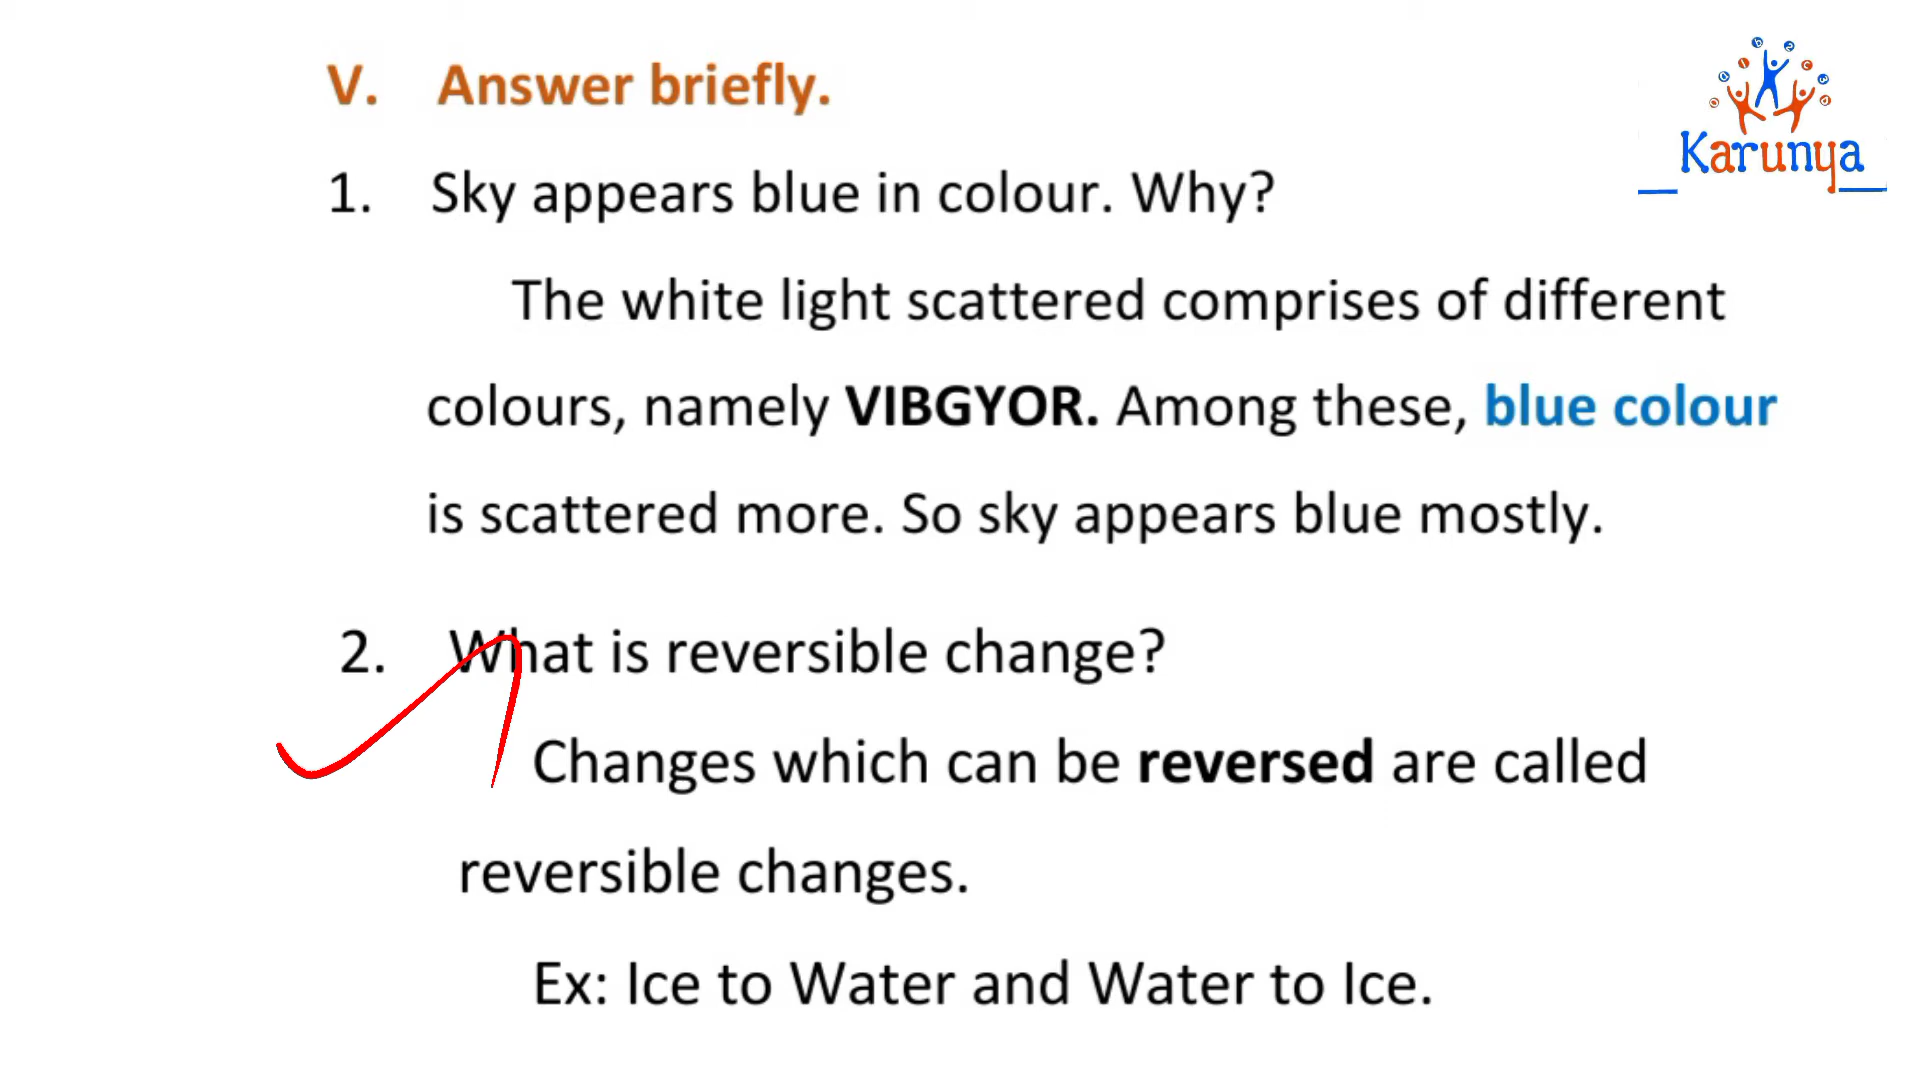 V. Answer briefly.
Karunya
1. Sky appears blue in colour. Why?
The white light scattered comprises of different
colours, namely VIBGYOR. Among these, blue colour
is scattered more. So sky appears blue mostly.
2. What is reversible change?
Changes which can be reversed are called
reversible changes.
Ex: Ice to Water and Water to Ice.